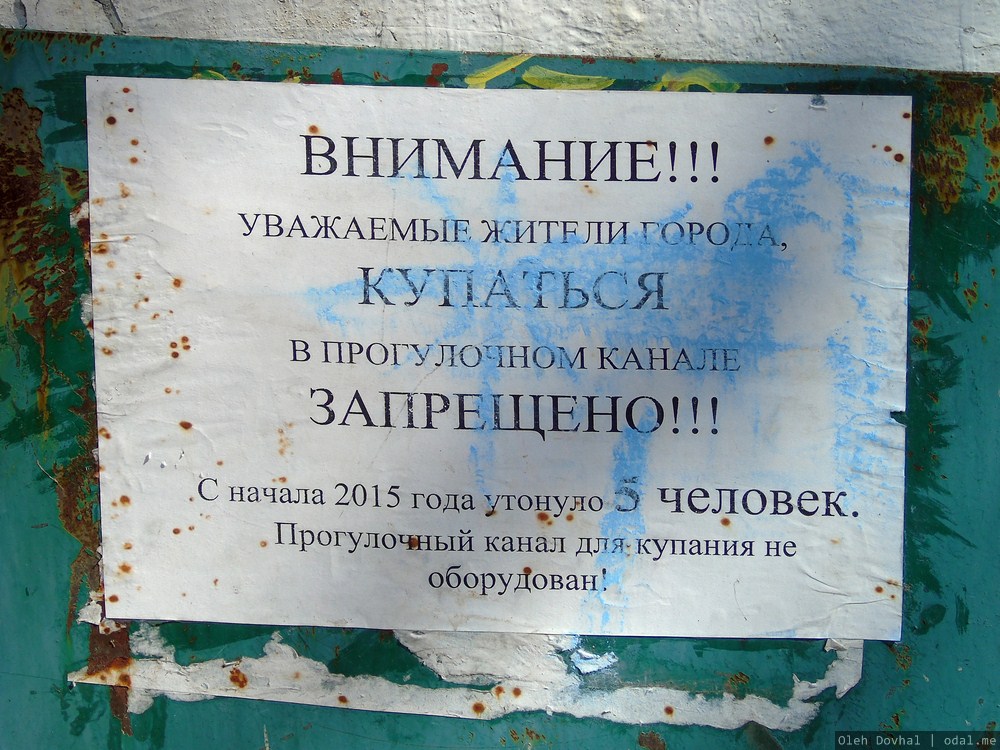 ВНИМАНИЕ!!!
УВАЖАЕМЫЕ ЖИТЕЛИ ГОРОДА,
КУПАТЬСЯ
В ПРОГУЛОЧНОМ КАНАЛЕ
ЗАПРЕЩЕНО!!!
С начала 2015 года утонуло 5 человек.
Прогулочный канал для купания не
оборудован!
Oleh Dovhal | odal.me